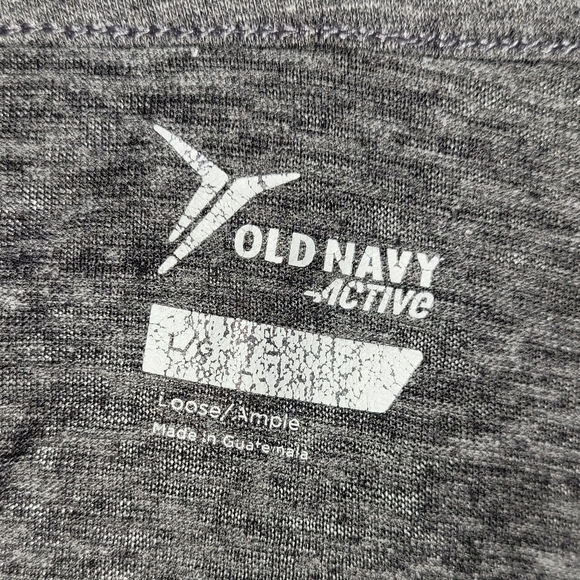 OLD NAVY
ACTIVE
Loose/Ample
Made in Guatemala